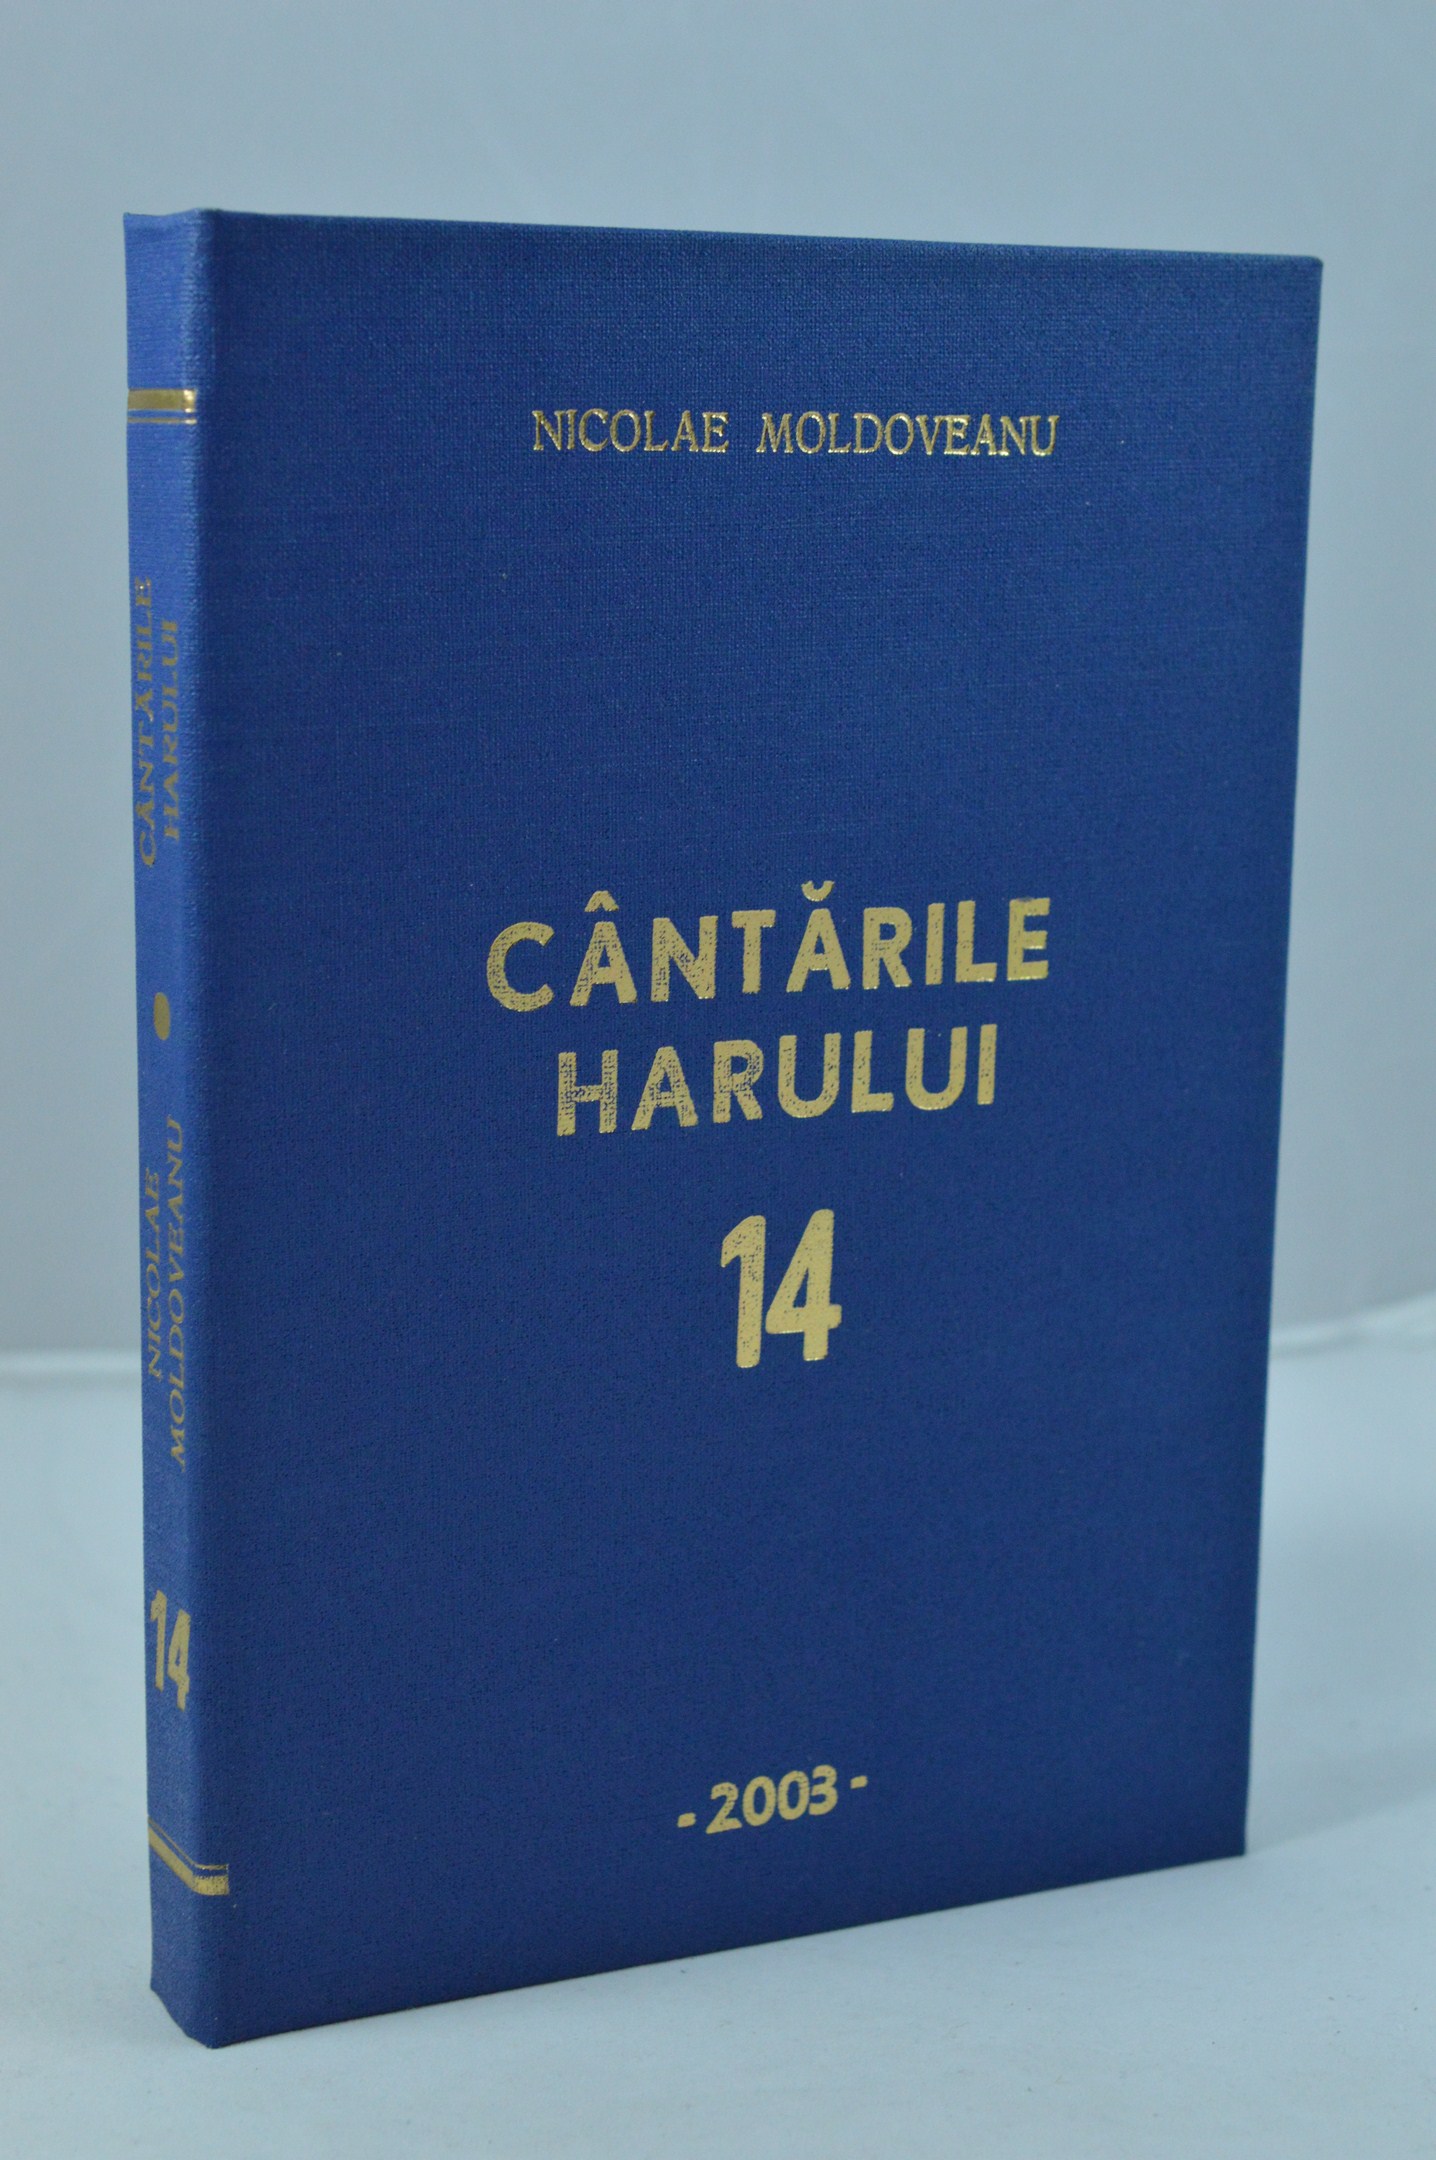 NICOLAE MOLDOVEANU
CÂNTĂRILE
HARULUI
14
- 2003 -
CÂNTĂRILE
HARULUI
NICOLAE
MOLDOVEANU
14